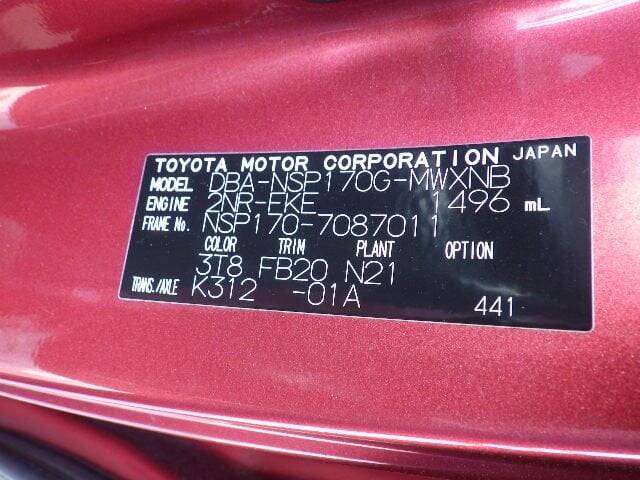 TOYOTA MOTOR CORPORATION JAPAN
MODEL DBA-NSP170G-MWXNB
ENGINE 2NR-FKE 1496 mL
FRAME No. NSP170-7087011
COLOR TRIM PLANT OPTION
3T8 FB20 N21
TRANS./AXLE K312 -01A
441